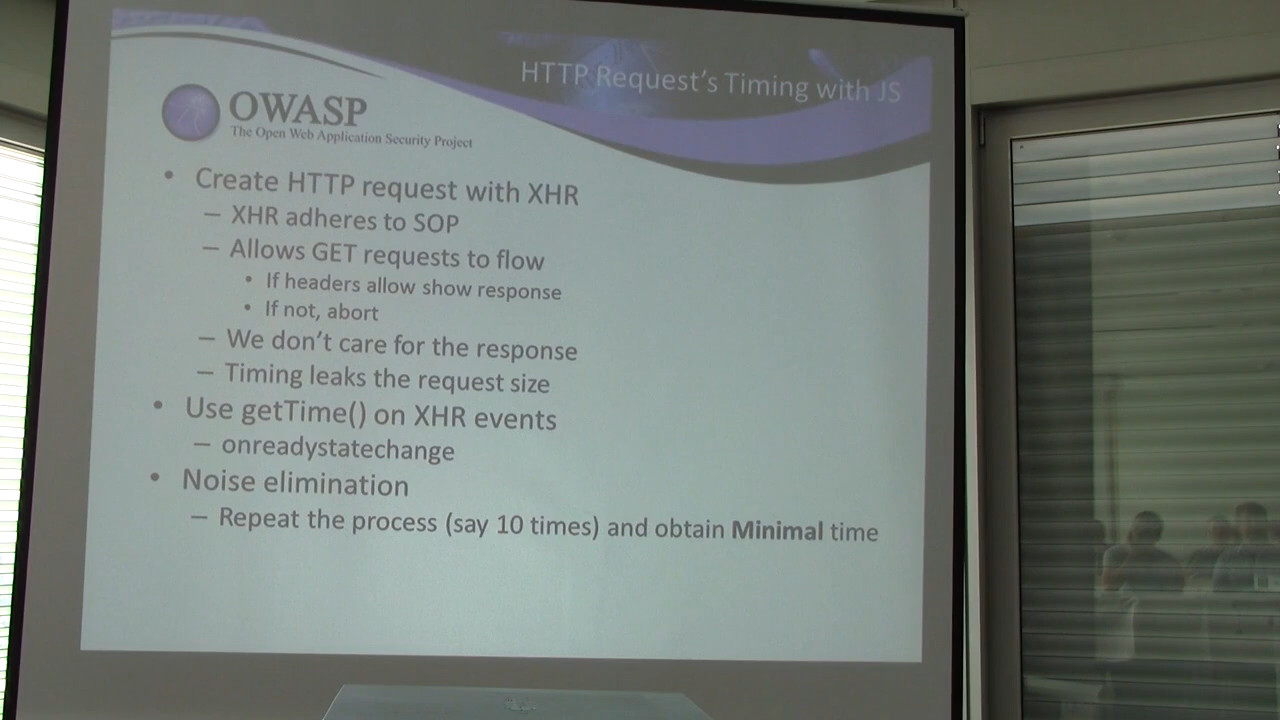 HTTP Request's Timing with JS
OWASP
The Open Web Application Security Project
• Create HTTP request with XHR
– XHR adheres to SOP
– Allows GET requests to flow
• If headers allow show response
• If not, abort
– We don't care for the response
– Timing leaks the request size
• Use getTime() on XHR events
– onreadystatechange
• Noise elimination
– Repeat the process (say 10 times) and obtain Minimal time